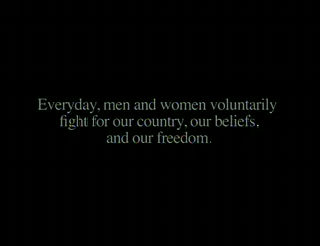 Everyday, men and women voluntarily
fight for our country, our beliefs,
and our freedom.